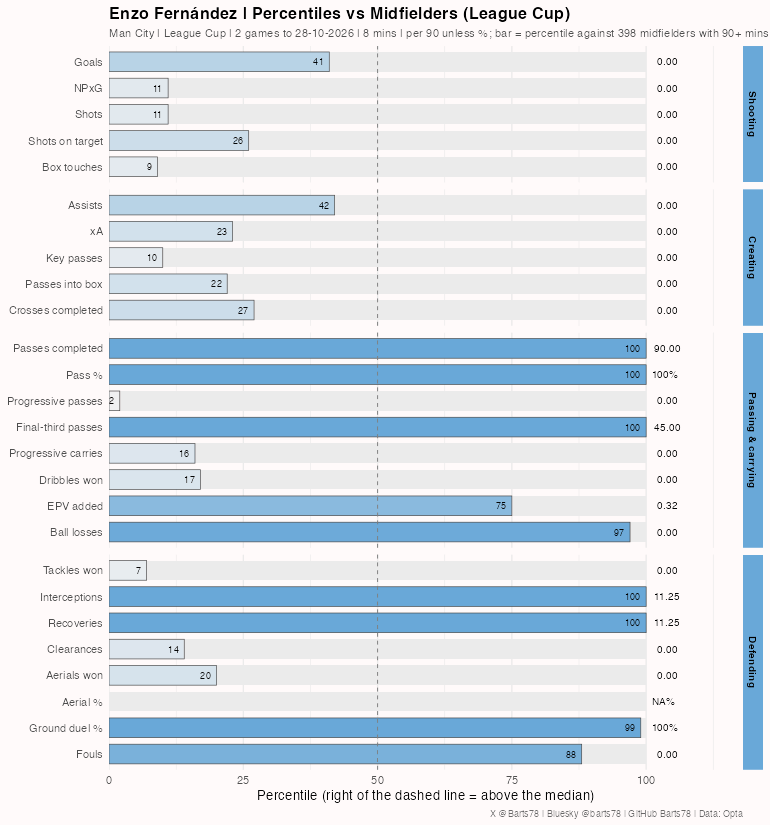 Enzo Fernández | Percentiles vs Midfielders (League Cup)
Man City | League Cup | 2 games to 28-10-2026 | 8 mins | per 90 unless %; bar = percentile against 398 midfielders with 90+ mins
Goals 41 0.00
NPxG 11 0.00
Shots 11 0.00
Shots on target 26 0.00
Box touches 9 0.00
Shooting
Assists 42 0.00
xA 23 0.00
Key passes 10 0.00
Passes into box 22 0.00
Crosses completed 27 0.00
Creating
Passes completed 100 90.00
Pass % 100 100%
Progressive passes 2 0.00
Final-third passes 100 45.00
Progressive carries 16 0.00
Dribbles won 17 0.00
EPV added 75 0.32
Ball losses 97 0.00
Passing & carrying
Tackles won 7 0.00
Interceptions 100 11.25
Recoveries 100 11.25
Clearances 14 0.00
Aerials won 20 0.00
Aerial % NA%
Ground duel % 99 100%
Fouls 88 0.00
Defending
0 25 50 75 100
Percentile (right of the dashed line = above the median)
X @Barts78 | Bluesky @barts78 | GitHub Barts78 | Data: Opta